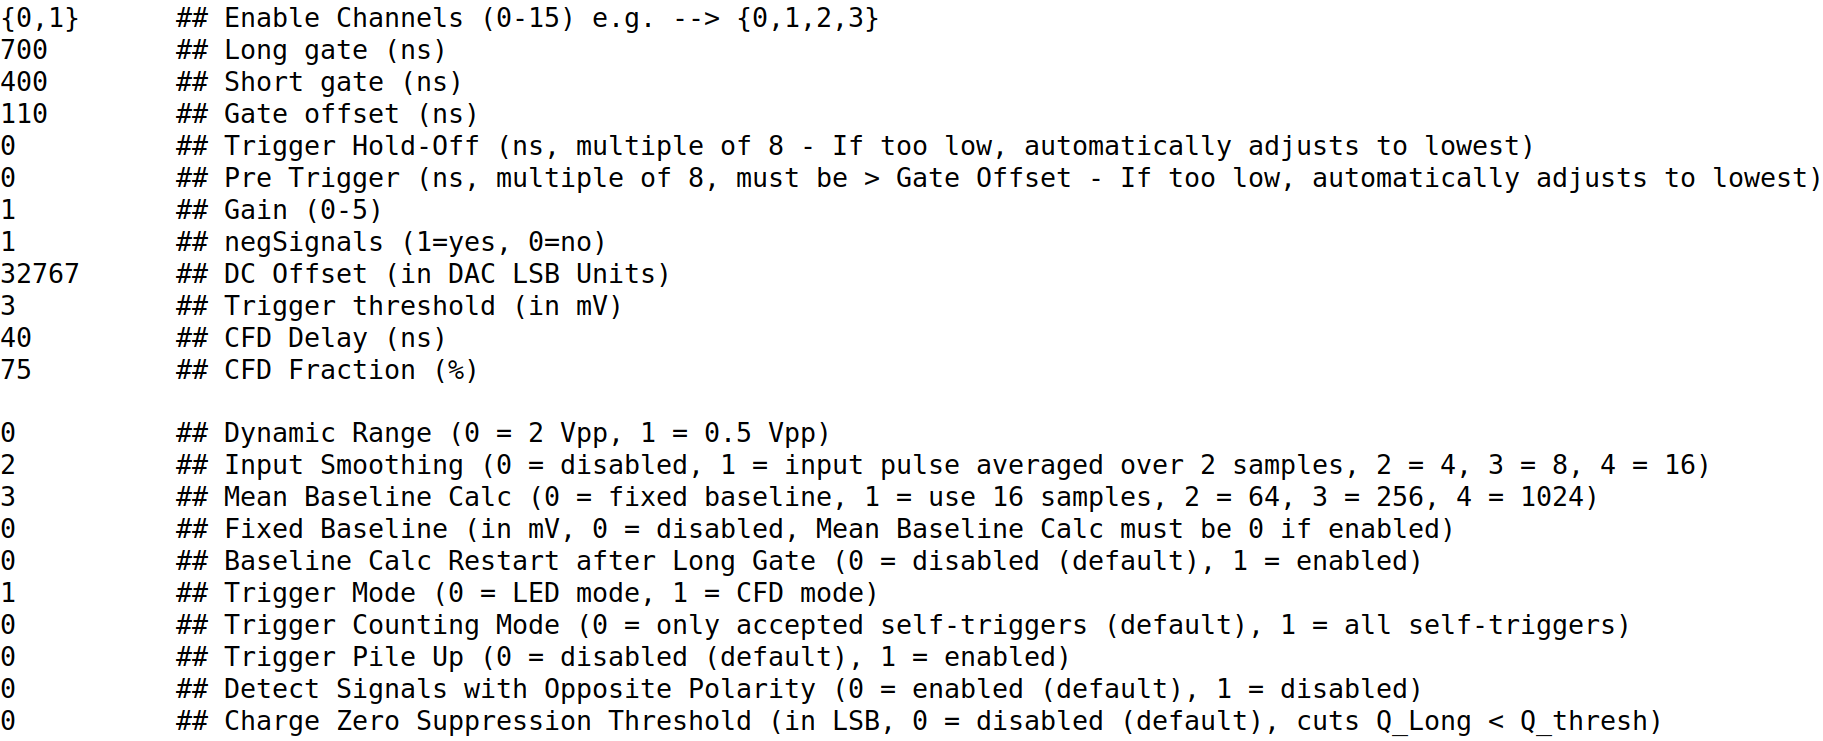 {0,1}      ## Enable Channels (0-15) e.g. --> {0,1,2,3}
700        ## Long gate (ns)
400        ## Short gate (ns)
110        ## Gate offset (ns)
0          ## Trigger Hold-Off (ns, multiple of 8 - If too low, automatically adjusts to lowest)
0          ## Pre Trigger (ns, multiple of 8, must be > Gate Offset - If too low, automatically adjusts to lowest)
1          ## Gain (0-5)
1          ## negSignals (1=yes, 0=no)
32767      ## DC Offset (in DAC LSB Units)
3          ## Trigger threshold (in mV)
40         ## CFD Delay (ns)
75         ## CFD Fraction (%)

0          ## Dynamic Range (0 = 2 Vpp, 1 = 0.5 Vpp)
2          ## Input Smoothing (0 = disabled, 1 = input pulse averaged over 2 samples, 2 = 4, 3 = 8, 4 = 16)
3          ## Mean Baseline Calc (0 = fixed baseline, 1 = use 16 samples, 2 = 64, 3 = 256, 4 = 1024)
0          ## Fixed Baseline (in mV, 0 = disabled, Mean Baseline Calc must be 0 if enabled)
0          ## Baseline Calc Restart after Long Gate (0 = disabled (default), 1 = enabled)
1          ## Trigger Mode (0 = LED mode, 1 = CFD mode)
0          ## Trigger Counting Mode (0 = only accepted self-triggers (default), 1 = all self-triggers)
0          ## Trigger Pile Up (0 = disabled (default), 1 = enabled)
0          ## Detect Signals with Opposite Polarity (0 = enabled (default), 1 = disabled)
0          ## Charge Zero Suppression Threshold (in LSB, 0 = disabled (default), cuts Q_Long < Q_thresh)